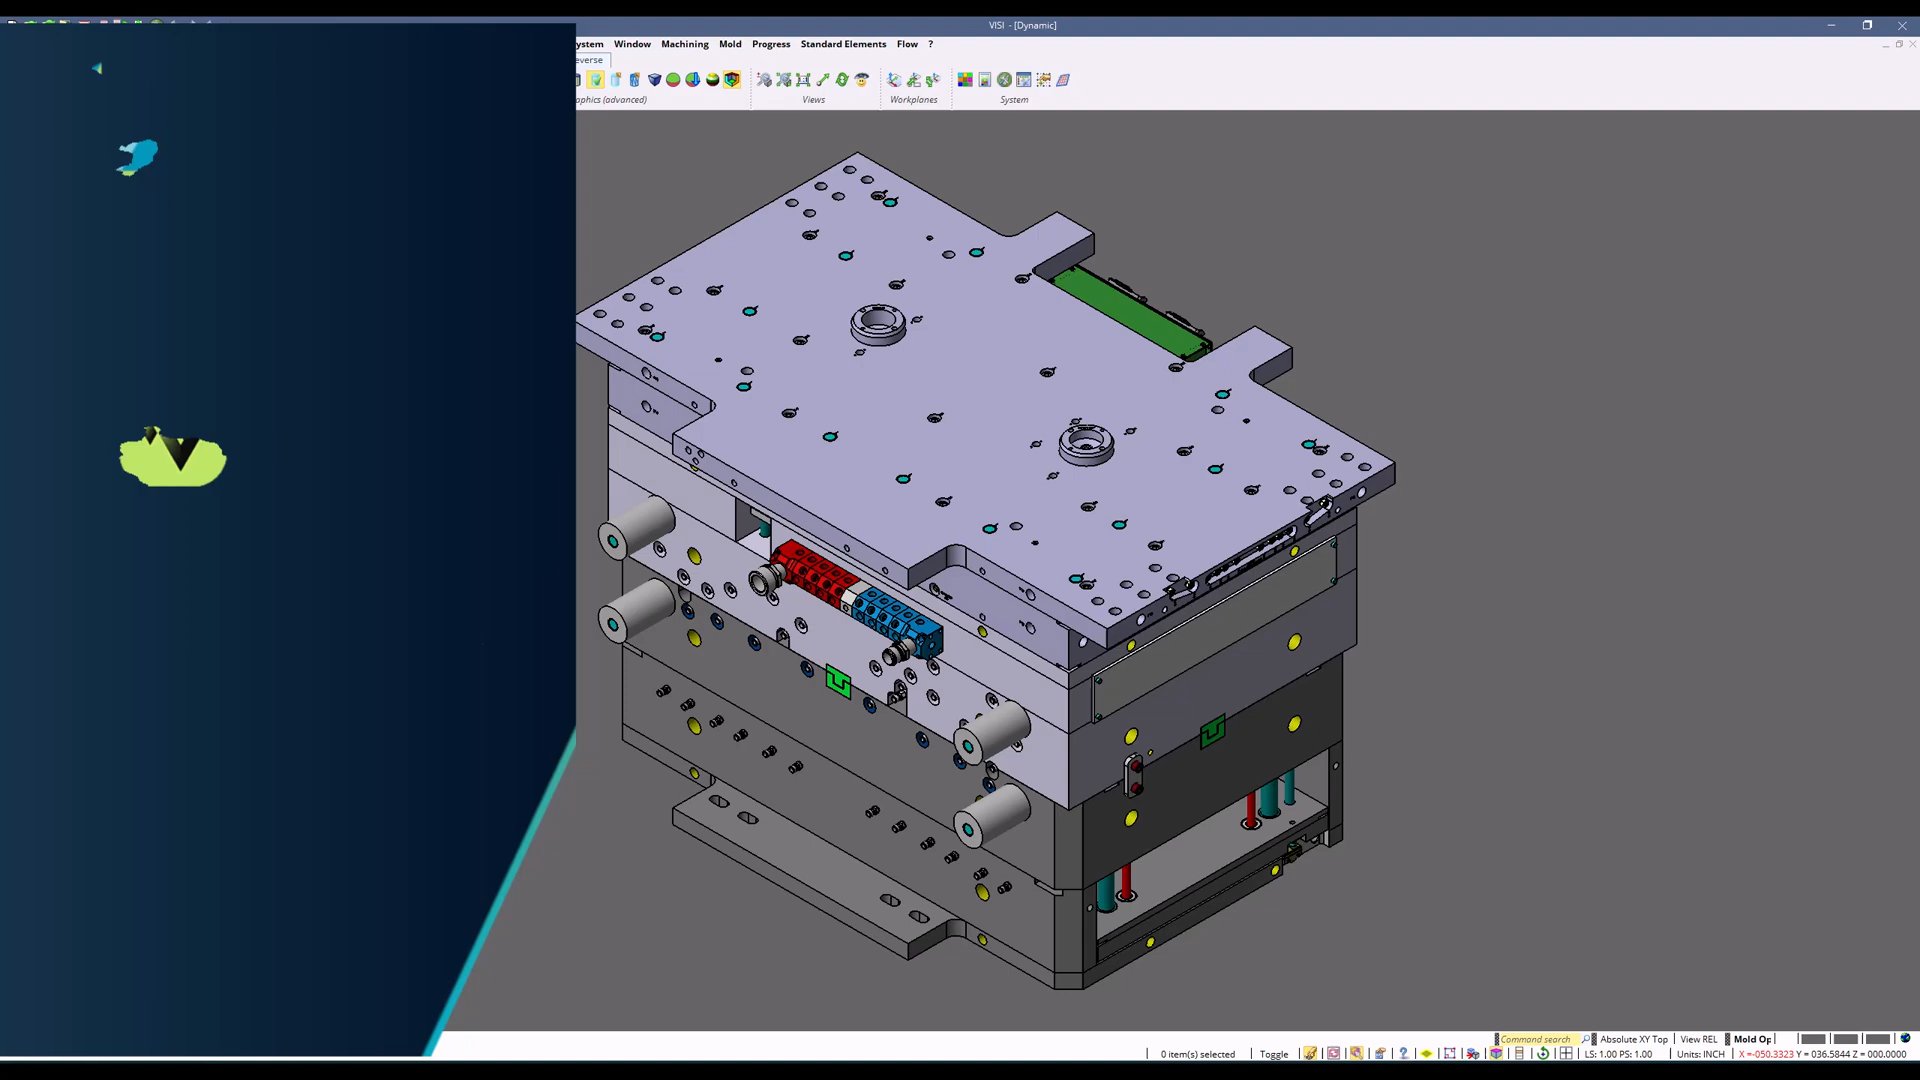 VISI - [Dynamic]
ystem Window Machining Mold Progress Standard Elements Flow ?
everse
aphics (advanced) Views Workplanes System
Command search Absolute XY Top View REL Mold Op
0 item(s) selected Toggle LS: 1.00 PS: 1.00 Units: INCH X =-050.3323 Y = 036.5844 Z = 000.0000